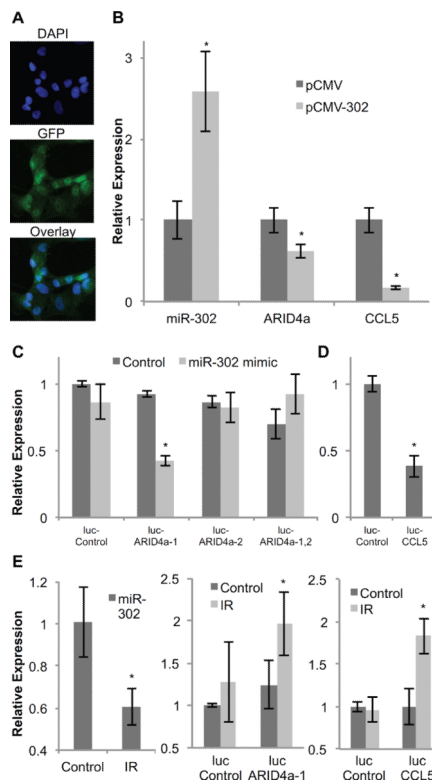 A
DAPI
GFP
Overlay
B
Relative Expression
3
2
1
0
pCMV
pCMV-302
*
*
*
miR-302
ARID4a
CCL5
C
Relative Expression
1
0.5
0
Control
miR-302 mimic
*
luc-Control
luc-ARID4a-1
luc-ARID4a-2
luc-ARID4a-1,2
D
1
0.5
0
*
luc-Control
luc-CCL5
E
Relative Expression
1.2
1
0.8
0.6
0.4
miR-302
*
Control
IR
2.5
2
1.5
1
0.5
Control
IR
*
luc Control
luc ARID4a-1
2.5
2
1.5
1
0.5
Control
IR
*
luc Control
luc CCL5